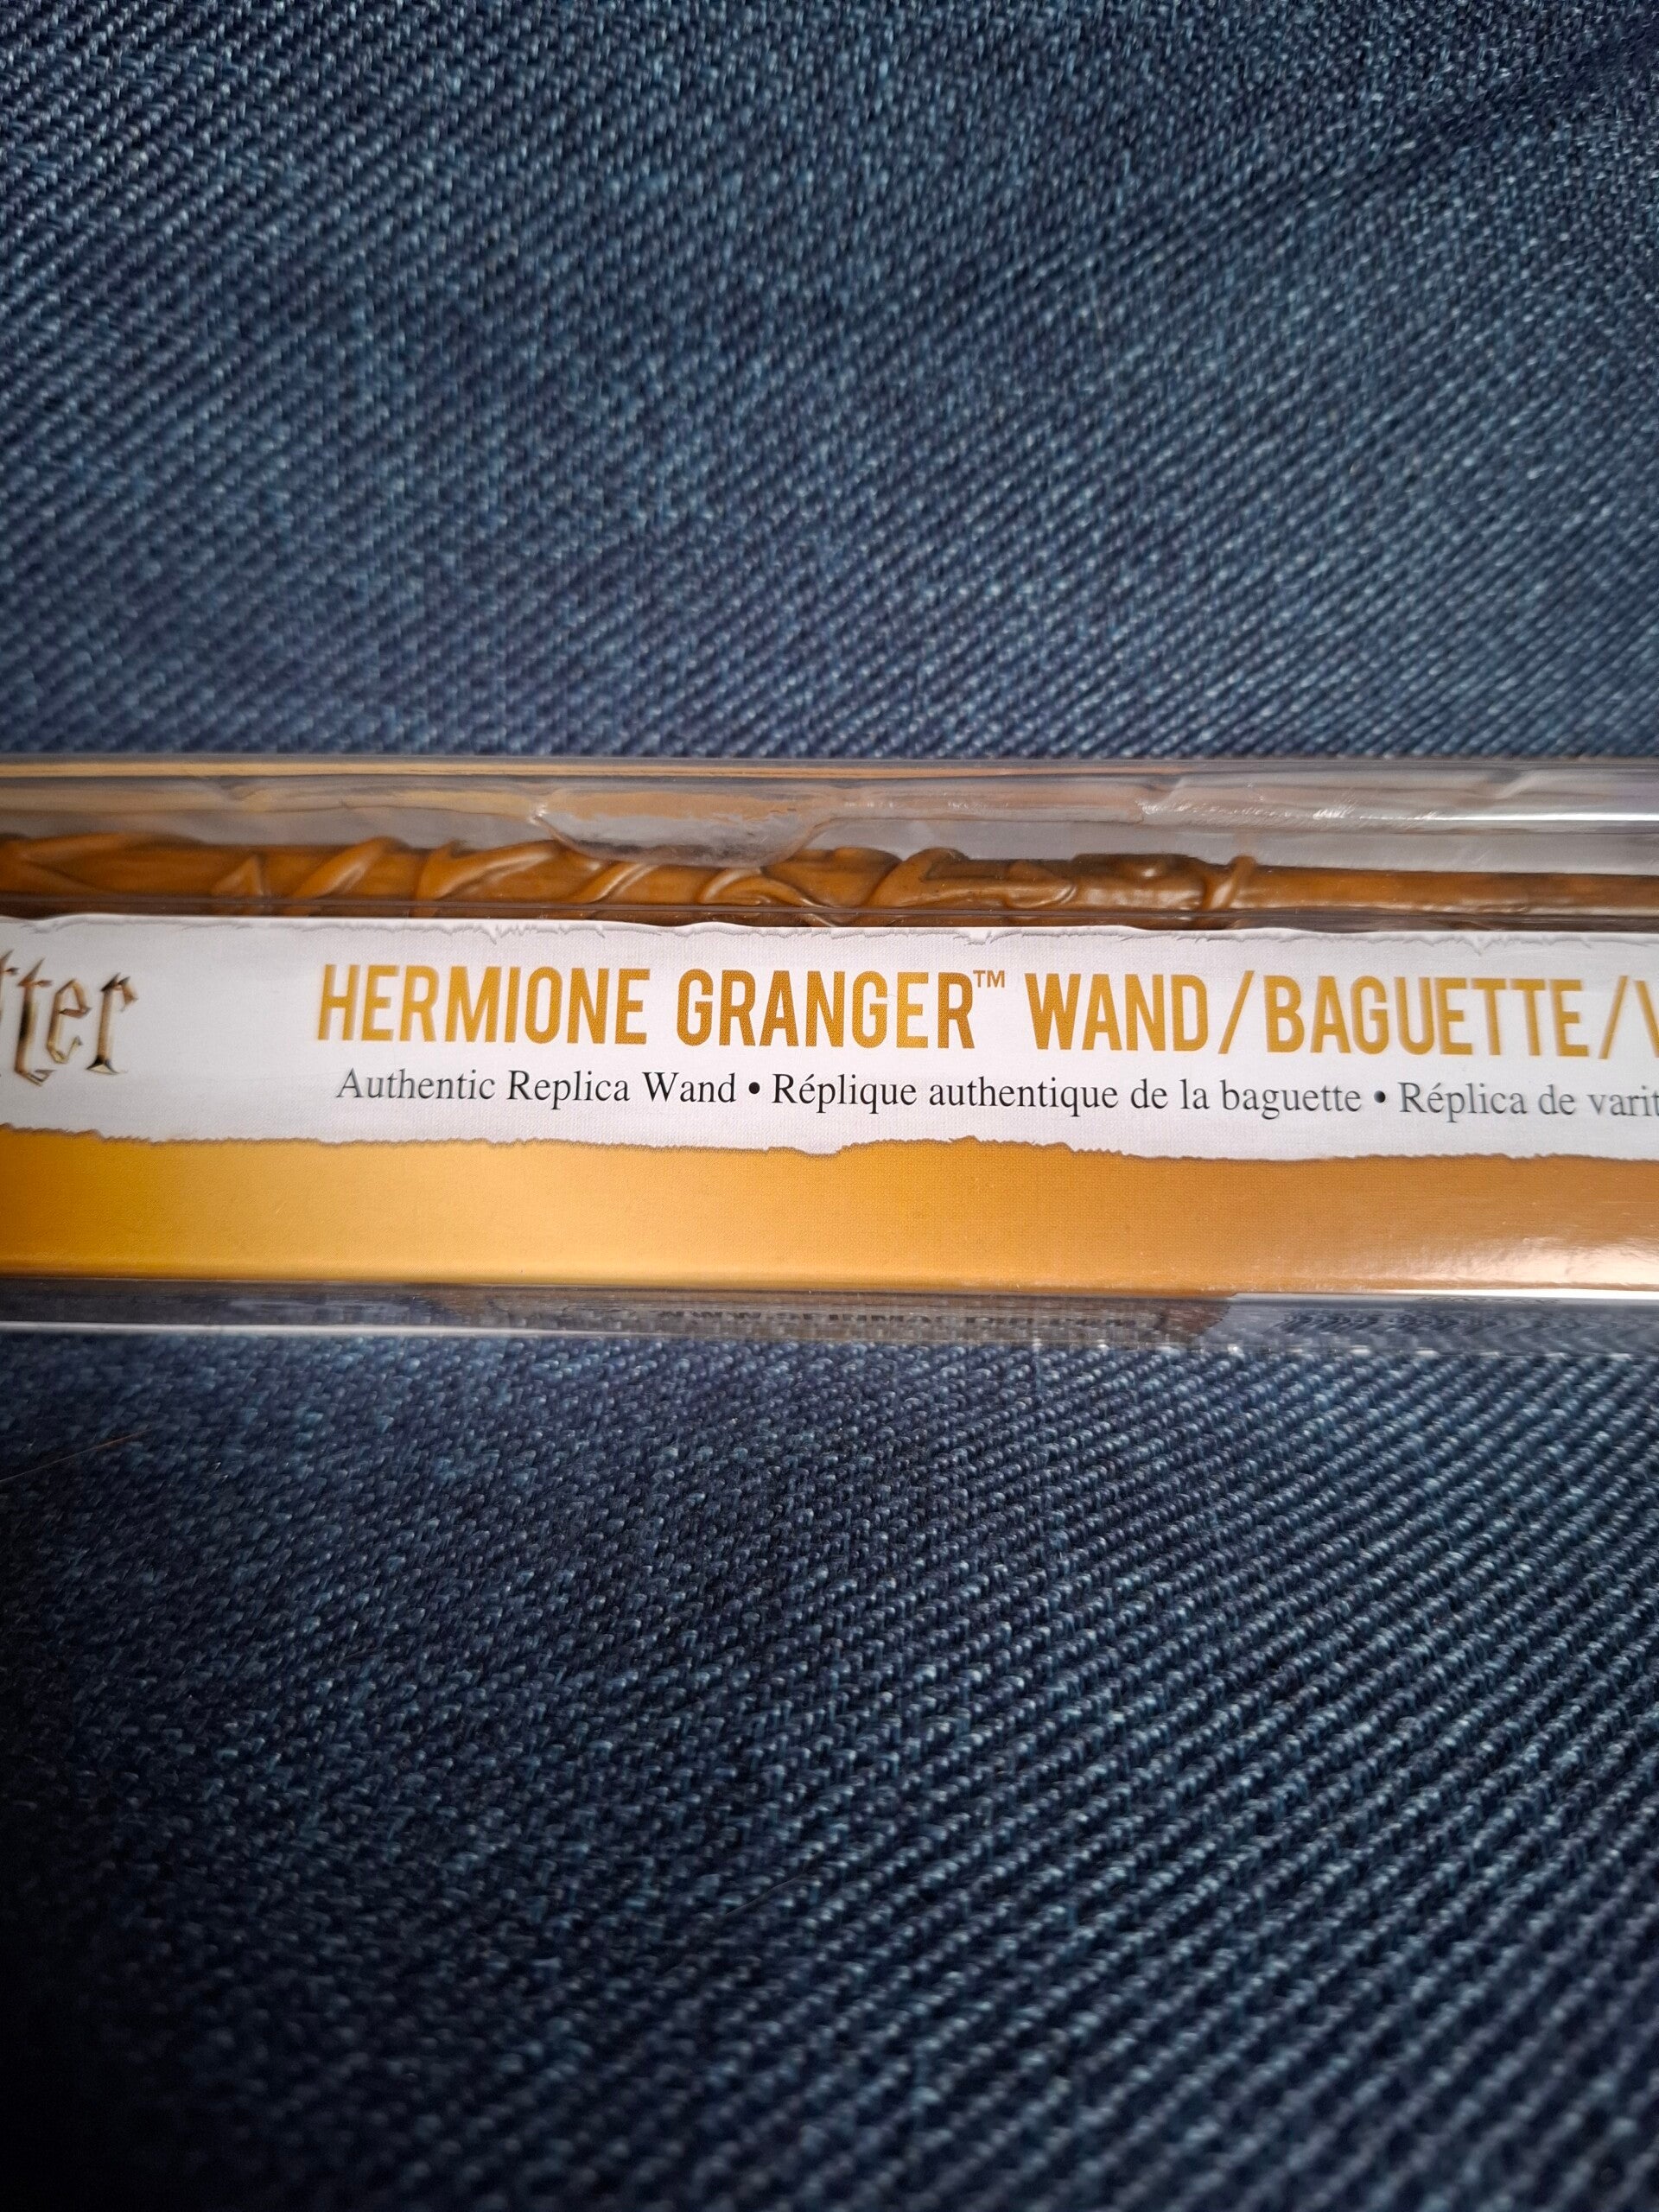 tter
HERMIONE GRANGER™ WAND/BAGUETTE/V
Authentic Replica Wand • Réplique authentique de la baguette • Réplica de varit